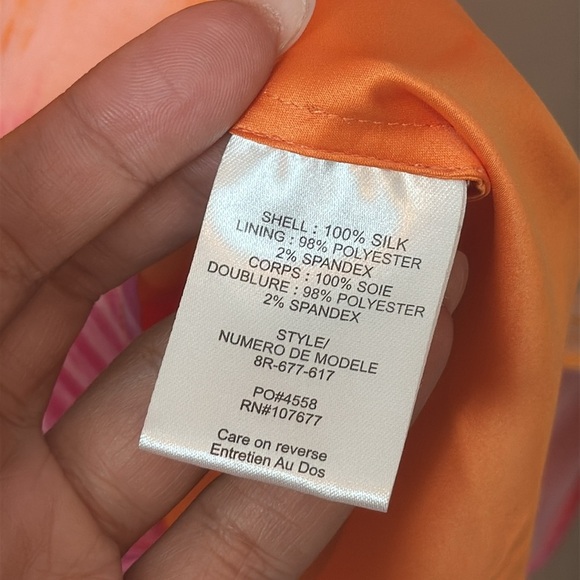 SHELL : 100% SILK
LINING : 98% POLYESTER
2% SPANDEX
CORPS : 100% SOIE
DOUBLURE : 98% POLYESTER
2% SPANDEX
STYLE/
NUMERO DE MODELE
8R-677-617
PO#4558
RN#107677
Care on reverse
Entretien Au Dos